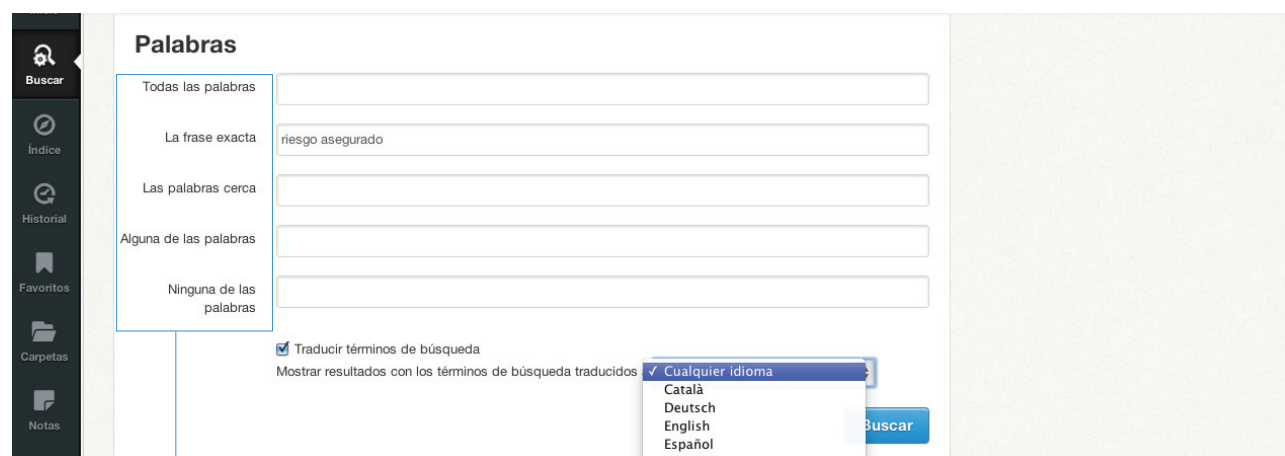 Palabras
Buscar
Todas las palabras
Índice
La frase exacta
riesgo asegurado
Historial
Las palabras cerca
Alguna de las palabras
Favoritos
Ninguna de las
palabras
Carpetas
Traducir términos de búsqueda
Mostrar resultados con los términos de búsqueda traducidos
✓ Cualquier idioma
Català
Deutsch
English
Español
Notas
Buscar